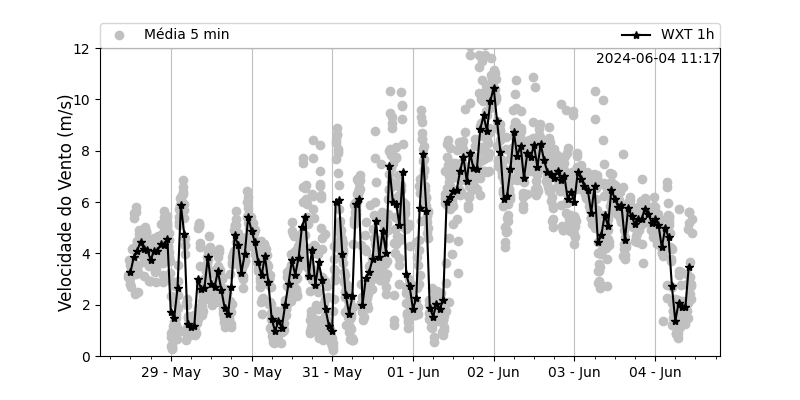 Média 5 min
WXT 1h
2024-06-04 11:17
Velocidade do Vento (m/s)
12
10
8
6
4
2
0
29 - May
30 - May
31 - May
01 - Jun
02 - Jun
03 - Jun
04 - Jun